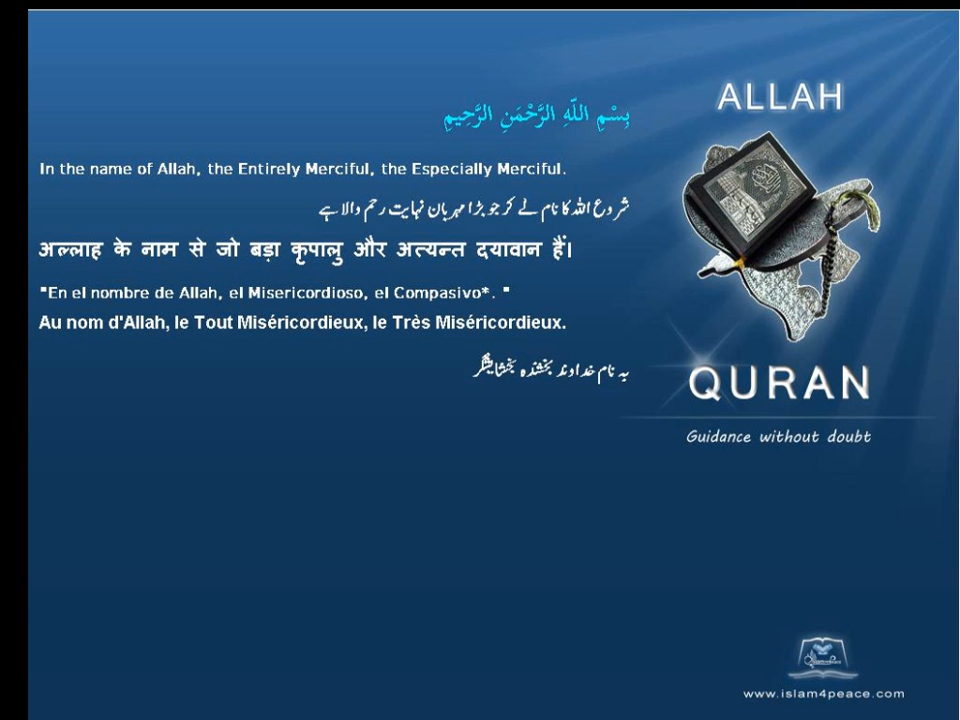 بِسْمِ اللّهِ الرَّحْمَنِ الرَّحِيمِ
In the name of Allah, the Entirely Merciful, the Especially Merciful.
شروع الله کا نام لے کر جو بڑا مہربان نہایت رحم والا ہے
अल्लाह के नाम से जो बड़ा कृपालु और अत्यन्त दयावान हैं।
"En el nombre de Allah, el Misericordioso, el Compasivo*. "
Au nom d'Allah, le Tout Miséricordieux, le Très Miséricordieux.
به نام خداوند بخشنده بخشایشگر
ALLAH
QURAN
Guidance without doubt
www.islam4peace.com